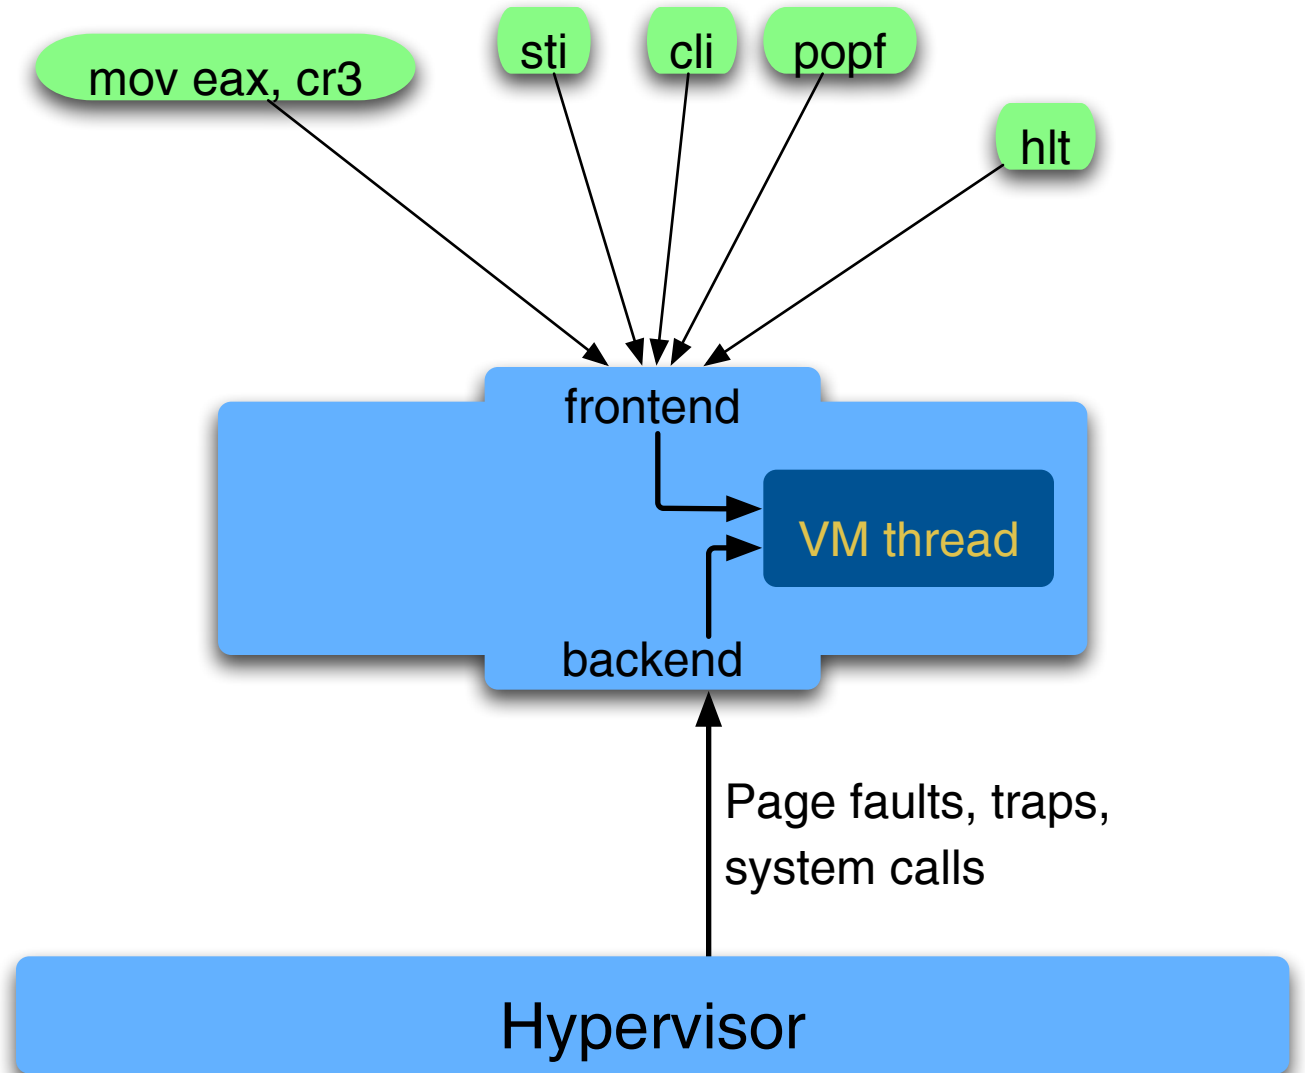 mov eax, cr3
sti
cli
popf
hlt
frontend
VM thread
backend
Page faults, traps,
system calls
Hypervisor